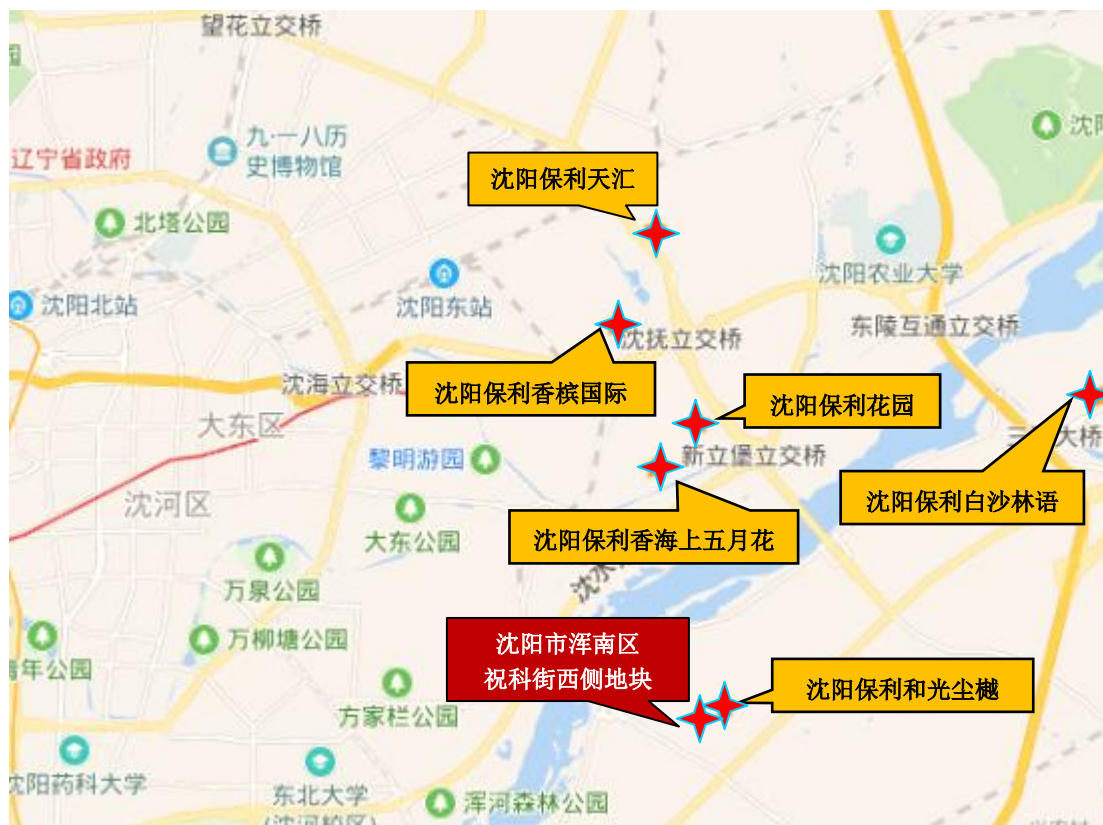 望花立交桥
九·一八历
史博物馆
辽宁省政府
沈阳保利天汇
北塔公园
沈阳农业大学
沈阳北站
沈阳东站
东陵互通立交桥
沈抚立交桥
沈海立交桥
沈阳保利香槟国际
沈阳保利花园
大东区
黎明游园
新立堡立交桥
大桥
沈河区
沈阳保利白沙林语
大东公园
沈阳保利香海上五月花
万泉公园
沈水
万柳塘公园
沈阳市浑南区
祝科街西侧地块
青年公园
方家栏公园
沈阳保利和光尘樾
沈阳药科大学
东北大学
浑河森林公园